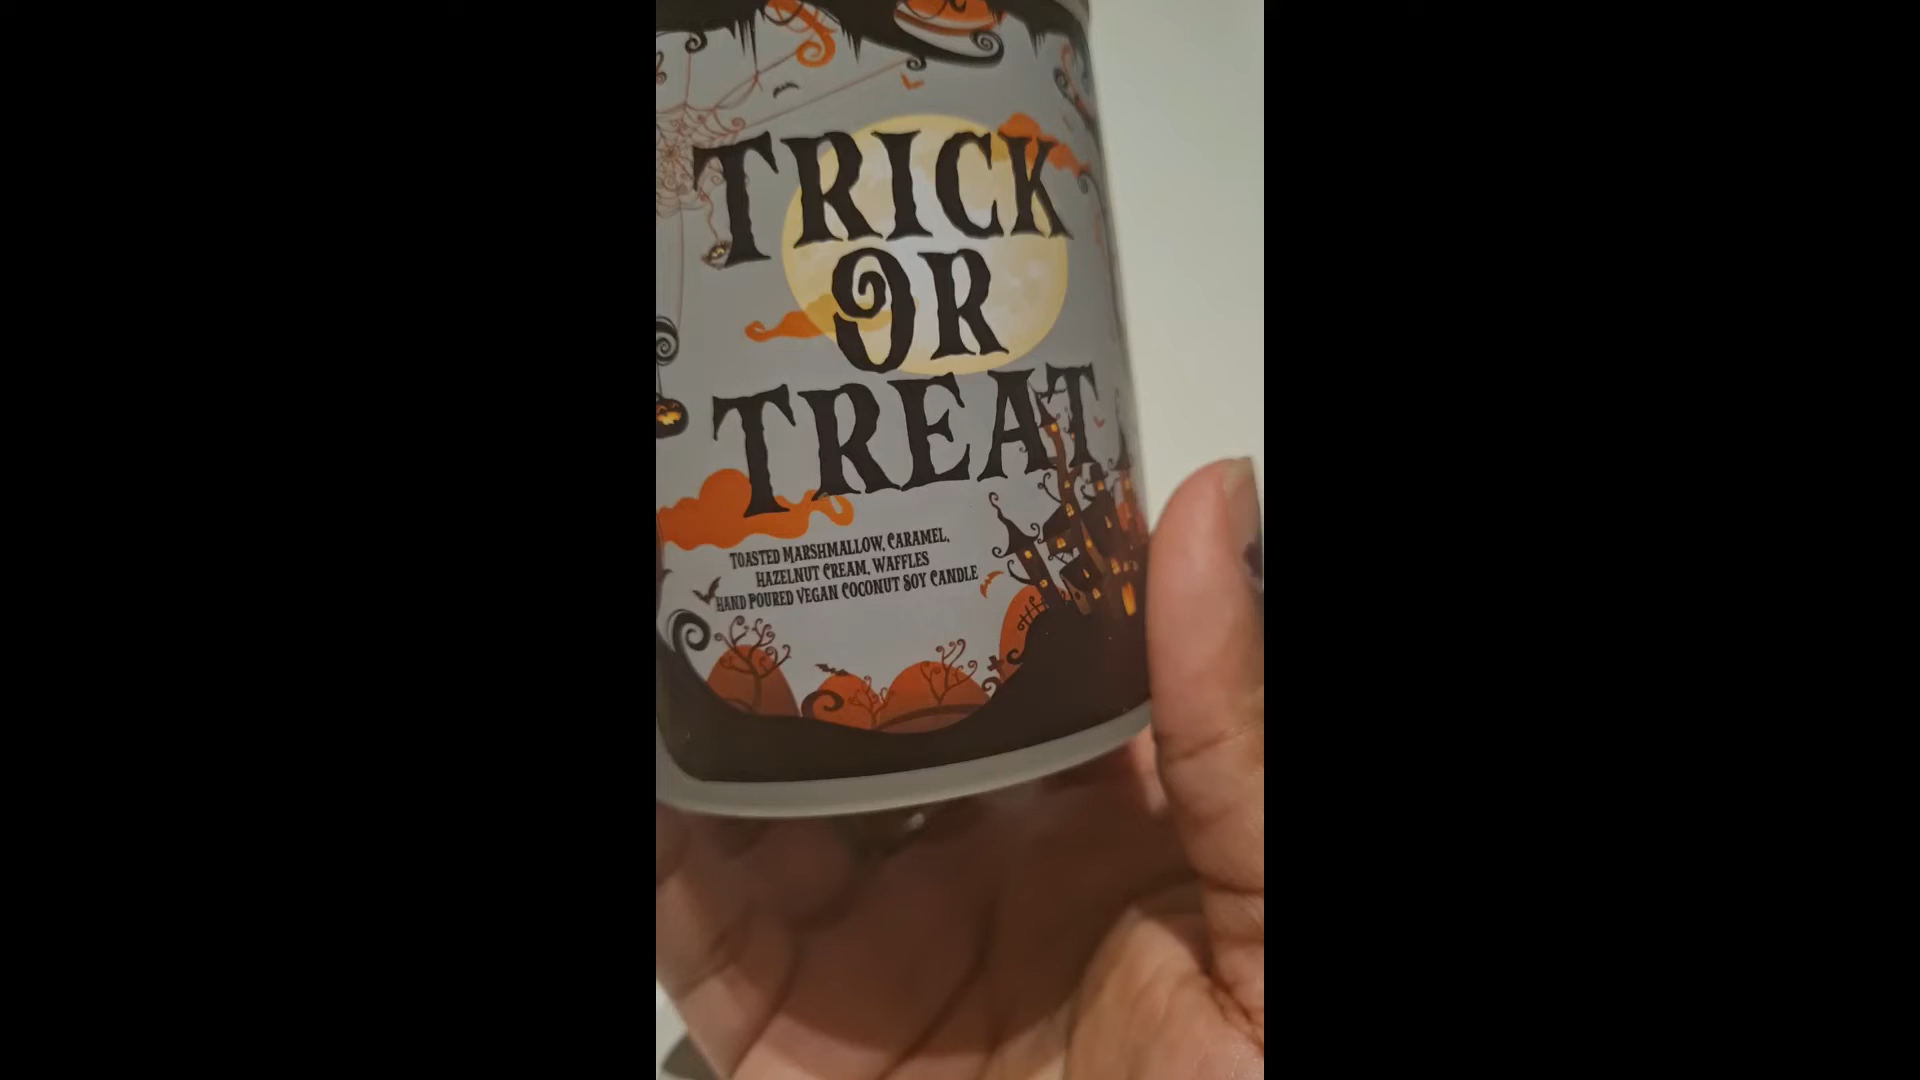 TRICK
OR
TREAT
TOASTED MARSHMALLOW, CARAMEL,
HAZELNUT CREAM, WAFFLES
HAND POURED VEGAN COCONUT SOY CANDLE